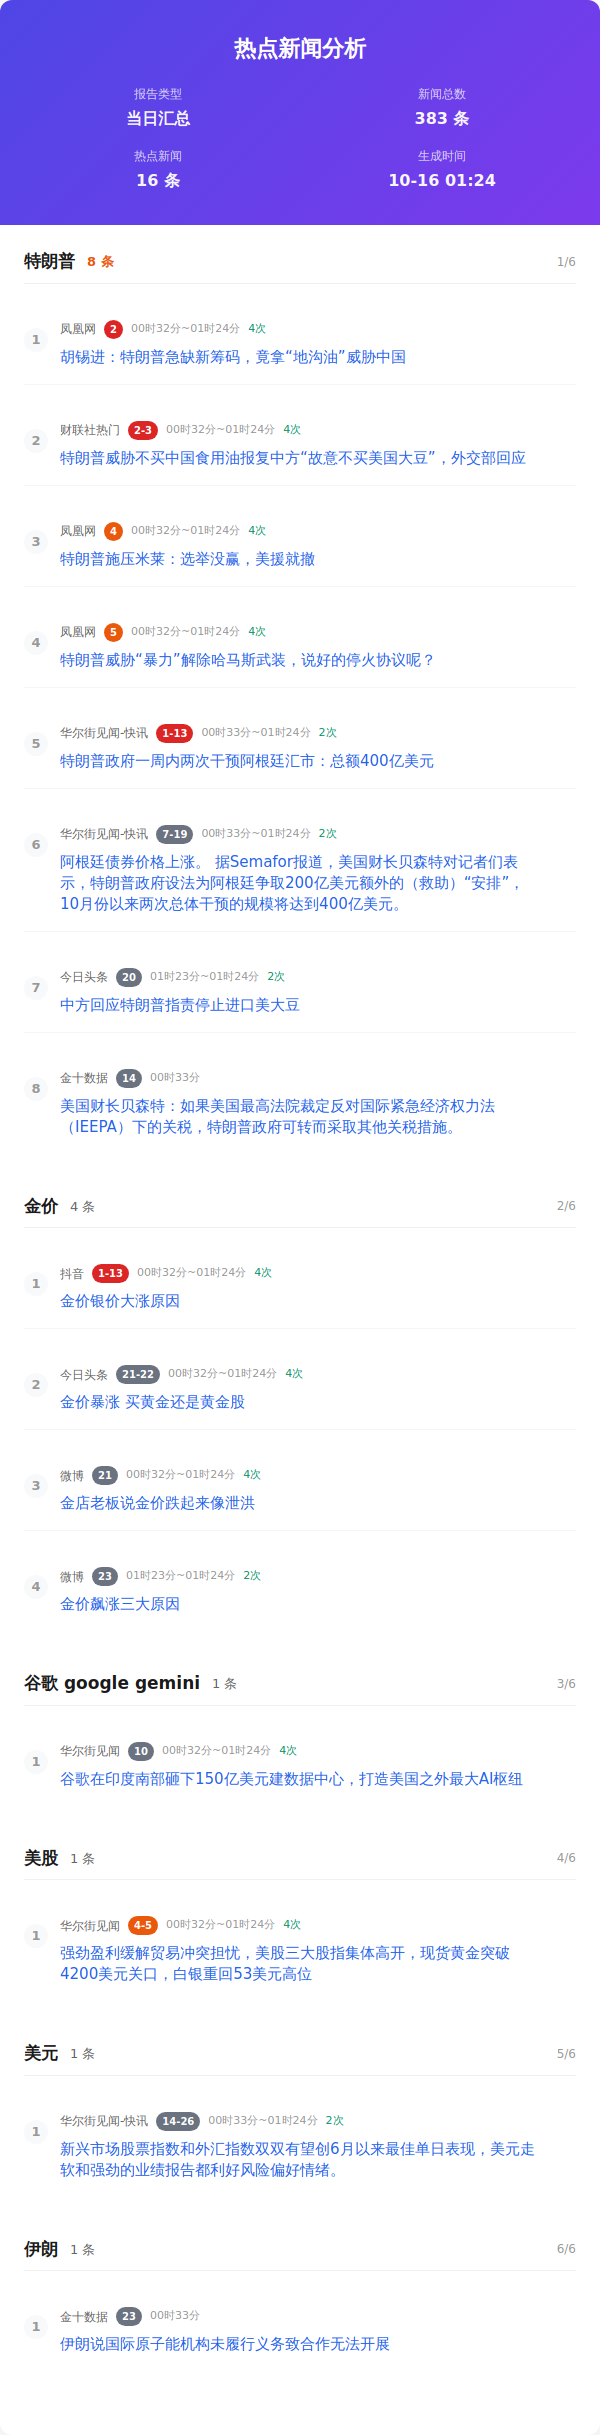 热点新闻分析
报告类型
当日汇总
新闻总数
383 条
热点新闻
16 条
生成时间
10-16 01:24
特朗普 8 条 1/6
1
凤凰网 2 00时32分~01时24分 4次
胡锡进：特朗普急缺新筹码，竟拿“地沟油”威胁中国
2
财联社热门 2-3 00时32分~01时24分 4次
特朗普威胁不买中国食用油报复中方“故意不买美国大豆”，外交部回应
3
凤凰网 4 00时32分~01时24分 4次
特朗普施压米莱：选举没赢，美援就撤
4
凤凰网 5 00时32分~01时24分 4次
特朗普威胁“暴力”解除哈马斯武装，说好的停火协议呢？
5
华尔街见闻-快讯 1-13 00时33分~01时24分 2次
特朗普政府一周内两次干预阿根廷汇市：总额400亿美元
6
华尔街见闻-快讯 7-19 00时33分~01时24分 2次
阿根廷债券价格上涨。 据Semafor报道，美国财长贝森特对记者们表
示，特朗普政府设法为阿根廷争取200亿美元额外的（救助）“安排”，
10月份以来两次总体干预的规模将达到400亿美元。
7
今日头条 20 01时23分~01时24分 2次
中方回应特朗普指责停止进口美大豆
8
金十数据 14 00时33分
美国财长贝森特：如果美国最高法院裁定反对国际紧急经济权力法
（IEEPA）下的关税，特朗普政府可转而采取其他关税措施。
金价 4 条 2/6
1
抖音 1-13 00时32分~01时24分 4次
金价银价大涨原因
2
今日头条 21-22 00时32分~01时24分 4次
金价暴涨 买黄金还是黄金股
3
微博 21 00时32分~01时24分 4次
金店老板说金价跌起来像泄洪
4
微博 23 01时23分~01时24分 2次
金价飙涨三大原因
谷歌 google gemini 1 条 3/6
1
华尔街见闻 10 00时32分~01时24分 4次
谷歌在印度南部砸下150亿美元建数据中心，打造美国之外最大AI枢纽
美股 1 条 4/6
1
华尔街见闻 4-5 00时32分~01时24分 4次
强劲盈利缓解贸易冲突担忧，美股三大股指集体高开，现货黄金突破
4200美元关口，白银重回53美元高位
美元 1 条 5/6
1
华尔街见闻-快讯 14-26 00时33分~01时24分 2次
新兴市场股票指数和外汇指数双双有望创6月以来最佳单日表现，美元走
软和强劲的业绩报告都利好风险偏好情绪。
伊朗 1 条 6/6
1
金十数据 23 00时33分
伊朗说国际原子能机构未履行义务致合作无法开展